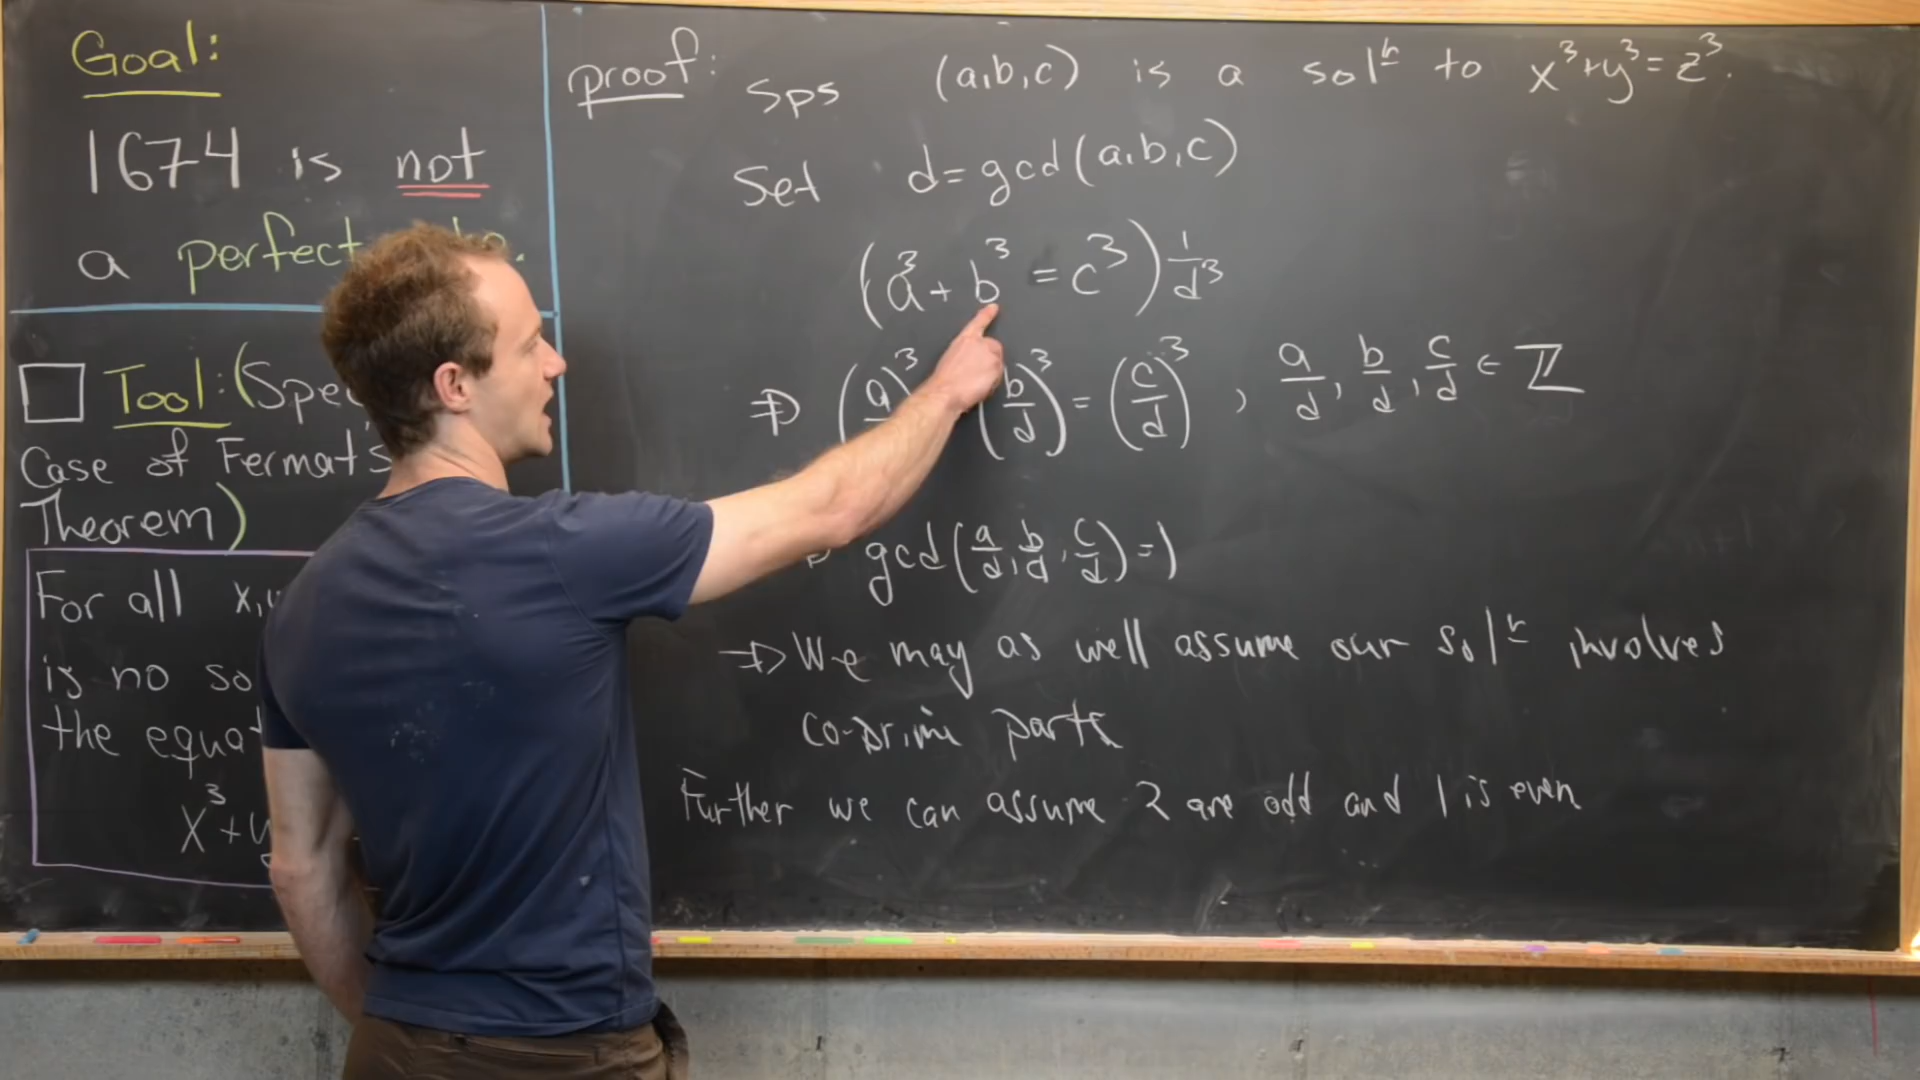 Goal:
1674 is not
a perfect
Tool: (Spec
Case of Fermat's
Theorem)
For all x,y
is no so
the equat
x³+y
proof: Sps (a,b,c) is a solⁿ to x³+y³=z³.
Set d=gcd(a,b,c)
(a³+b³=c³)1/d³
⇒ (a)³ (b/d)³=(c/d)³, a/d, b/d, c/d ∈ ℤ
gcd(a/d, b/d, c/d)=1
⇒ We may as well assume our solⁿ involves
co-prime parts
Further we can assume 2 are odd and 1 is even